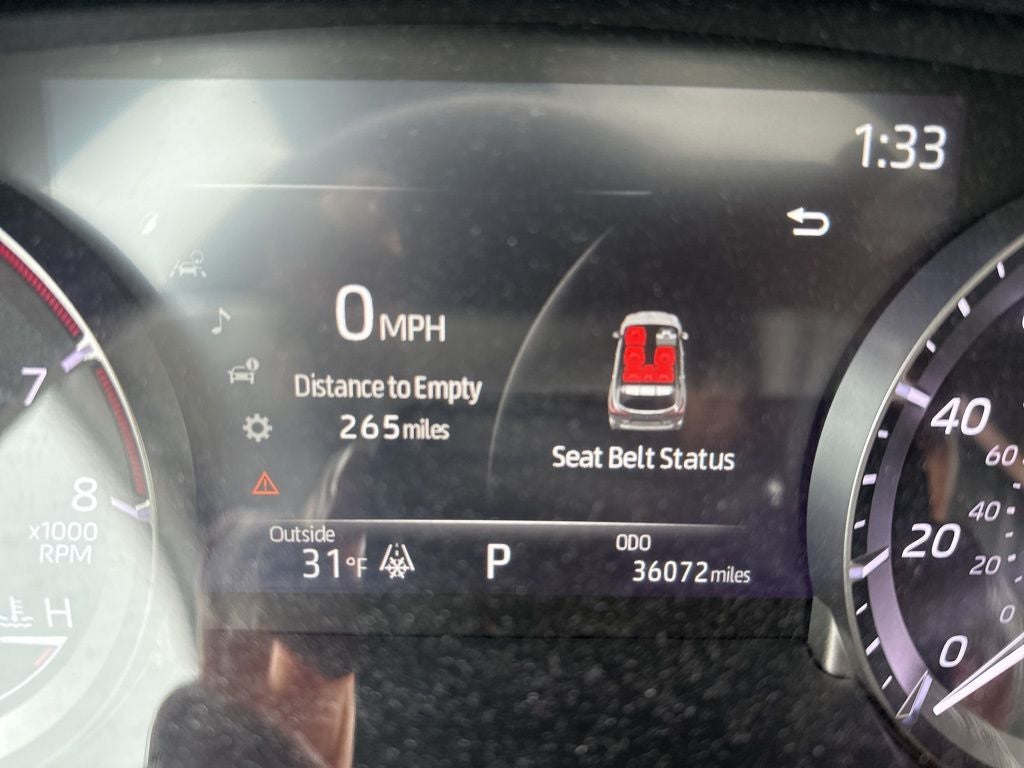 1:33
0 MPH
Distance to Empty
265 miles
Seat Belt Status
Outside
31°F
P
ODO
36072 miles
7
8
x1000
RPM
H
40
20
0
60
40
20
0